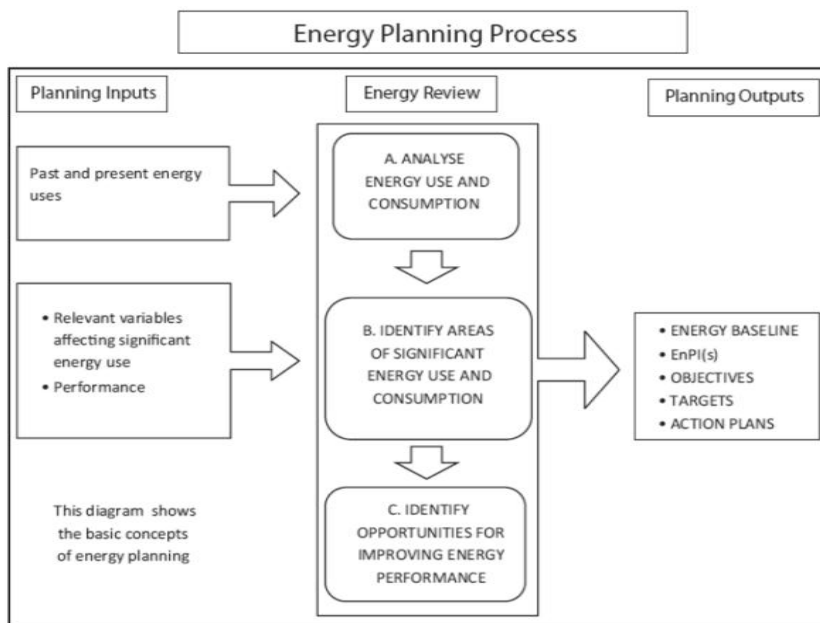 Energy Planning Process
Planning Inputs
Energy Review
Planning Outputs
Past and present energy
uses
A. ANALYSE
ENERGY USE AND
CONSUMPTION
• Relevant variables
affecting significant
energy use
• Performance
B. IDENTIFY AREAS
OF SIGNIFICANT
ENERGY USE AND
CONSUMPTION
• ENERGY BASELINE
• EnPI(s)
• OBJECTIVES
• TARGETS
• ACTION PLANS
This diagram shows
the basic concepts
of energy planning
C. IDENTIFY
OPPORTUNITIES FOR
IMPROVING ENERGY
PERFORMANCE